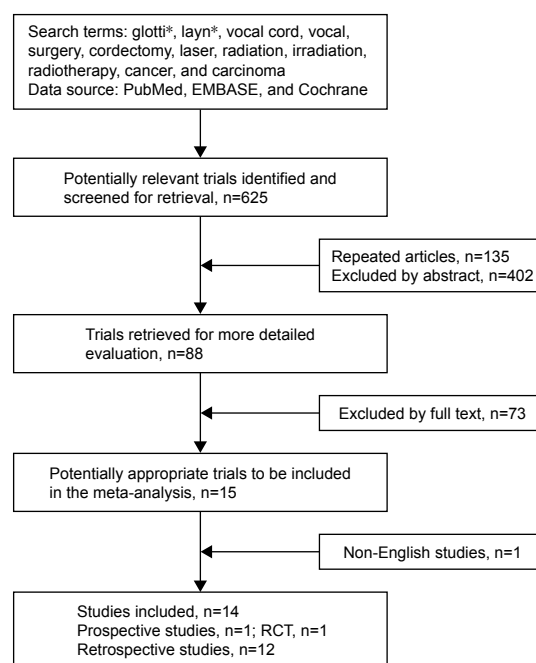 Search terms: glotti*, layn*, vocal cord, vocal,
surgery, cordectomy, laser, radiation, irradiation,
radiotherapy, cancer, and carcinoma
Data source: PubMed, EMBASE, and Cochrane
Potentially relevant trials identified and
screened for retrieval, n=625
Repeated articles, n=135
Excluded by abstract, n=402
Trials retrieved for more detailed
evaluation, n=88
Excluded by full text, n=73
Potentially appropriate trials to be included
in the meta-analysis, n=15
Non-English studies, n=1
Studies included, n=14
Prospective studies, n=1; RCT, n=1
Retrospective studies, n=12